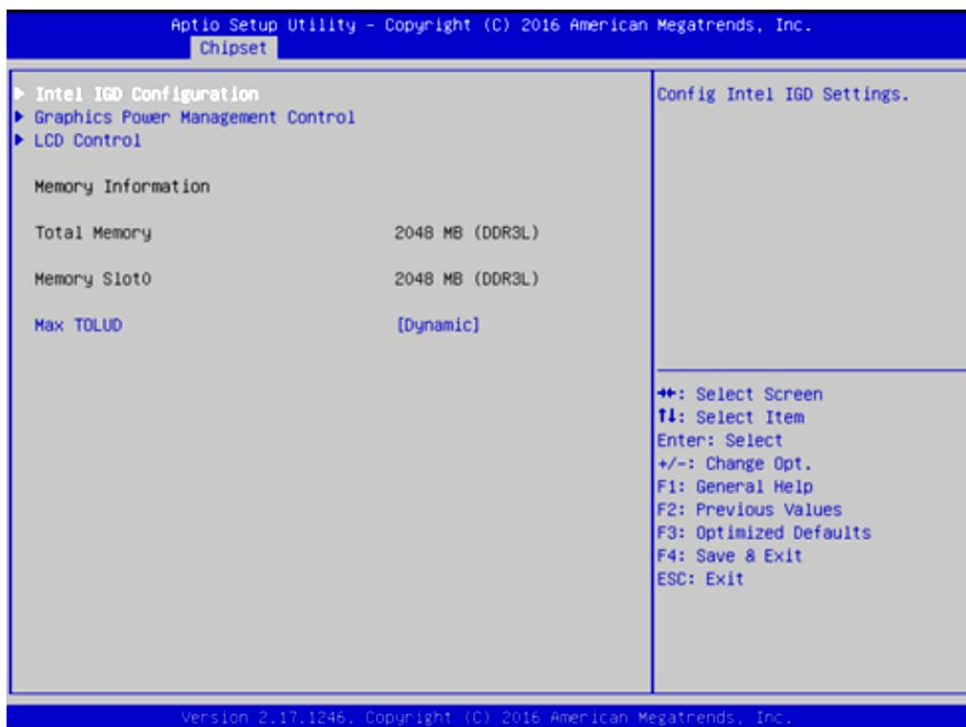 Aptio Setup Utility - Copyright (C) 2016 American Megatrends, Inc.
Chipset
Intel IGD Configuration
Graphics Power Management Control
LCD Control
Memory Information
Total Memory 2048 MB (DDR3L)
Memory Slot0 2048 MB (DDR3L)
Max TOLUD [Dynamic]
Config Intel IGD Settings.
→←: Select Screen
↑↓: Select Item
Enter: Select
+/-: Change Opt.
F1: General Help
F2: Previous Values
F3: Optimized Defaults
F4: Save & Exit
ESC: Exit
Version 2.17.1246. Copyright (C) 2016 American Megatrends, Inc.